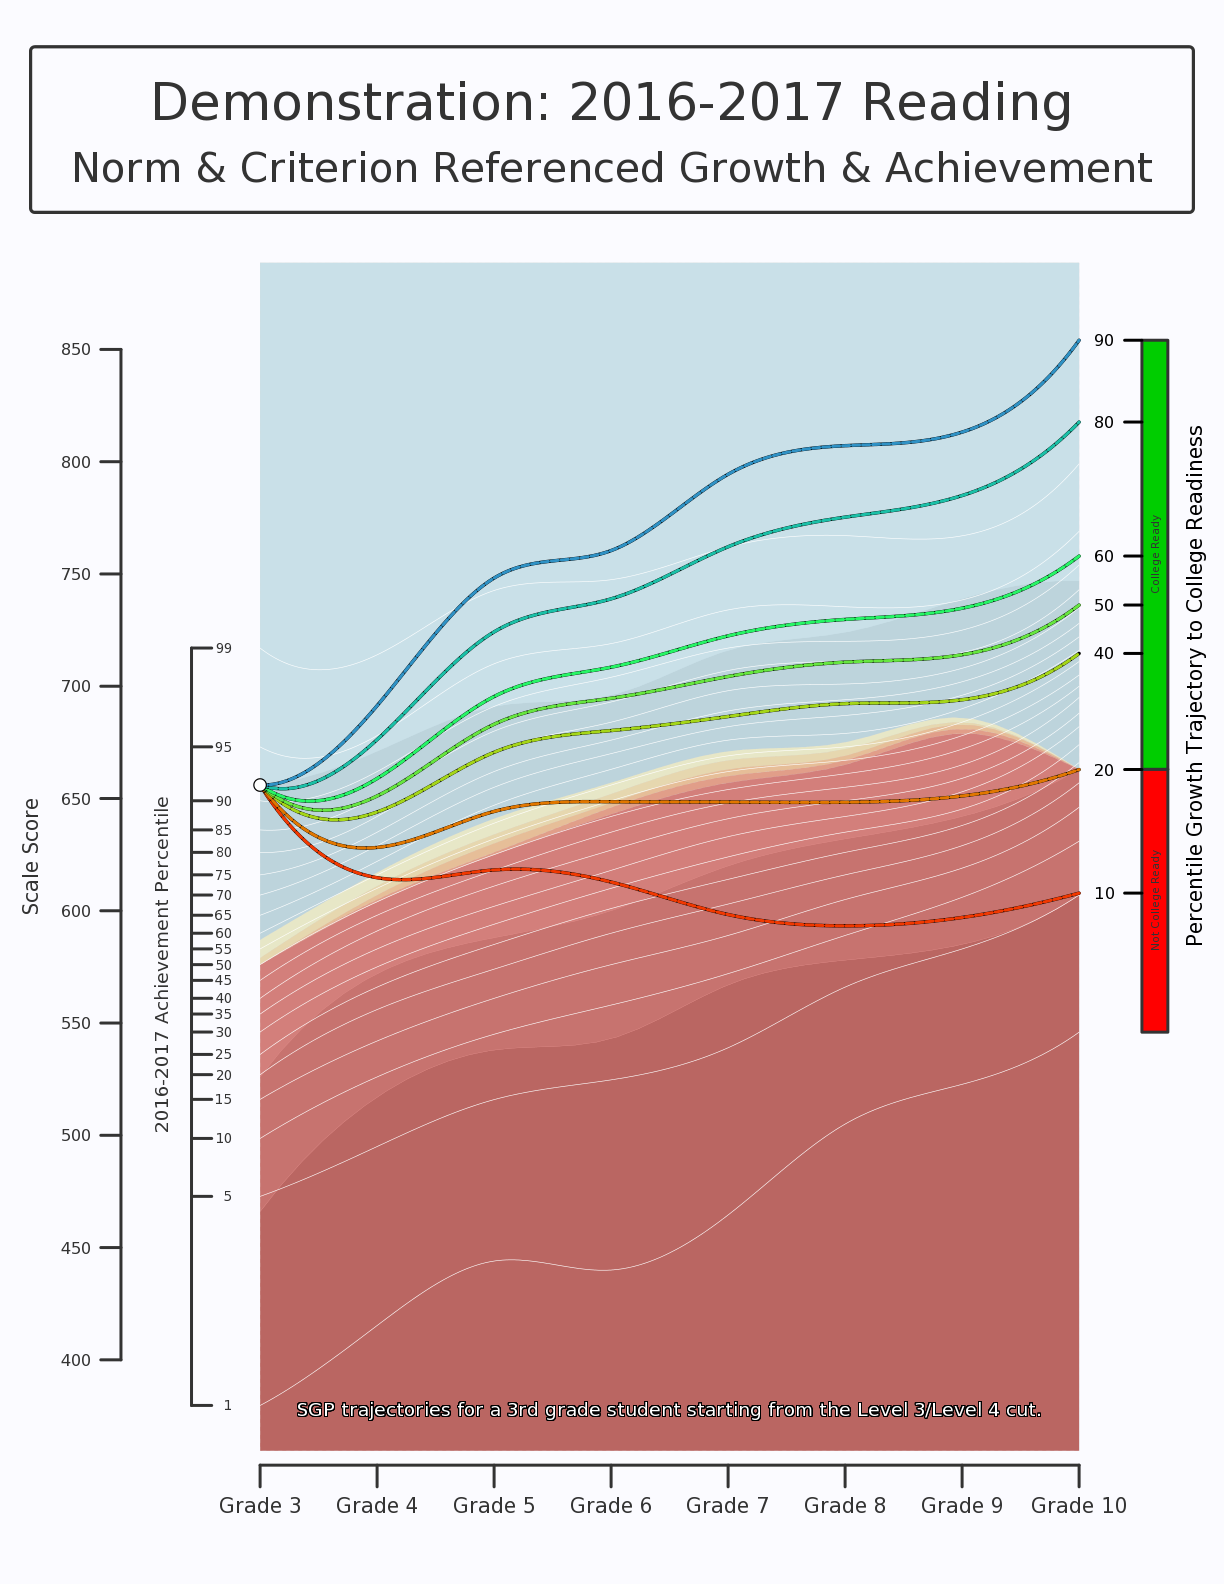 Demonstration: 2016-2017 Reading
Norm & Criterion Referenced Growth & Achievement
Scale Score
850
800
750
700
650
600
550
500
450
400
2016-2017 Achievement Percentile
99
95
90
85
80
75
70
65
60
55
50
45
40
35
30
25
20
15
10
5
1
90
80
60
50
40
20
10
College Ready
Not College Ready
Percentile Growth Trajectory to College Readiness
SGP trajectories for a 3rd grade student starting from the Level 3/Level 4 cut.
Grade 3
Grade 4
Grade 5
Grade 6
Grade 7
Grade 8
Grade 9
Grade 10